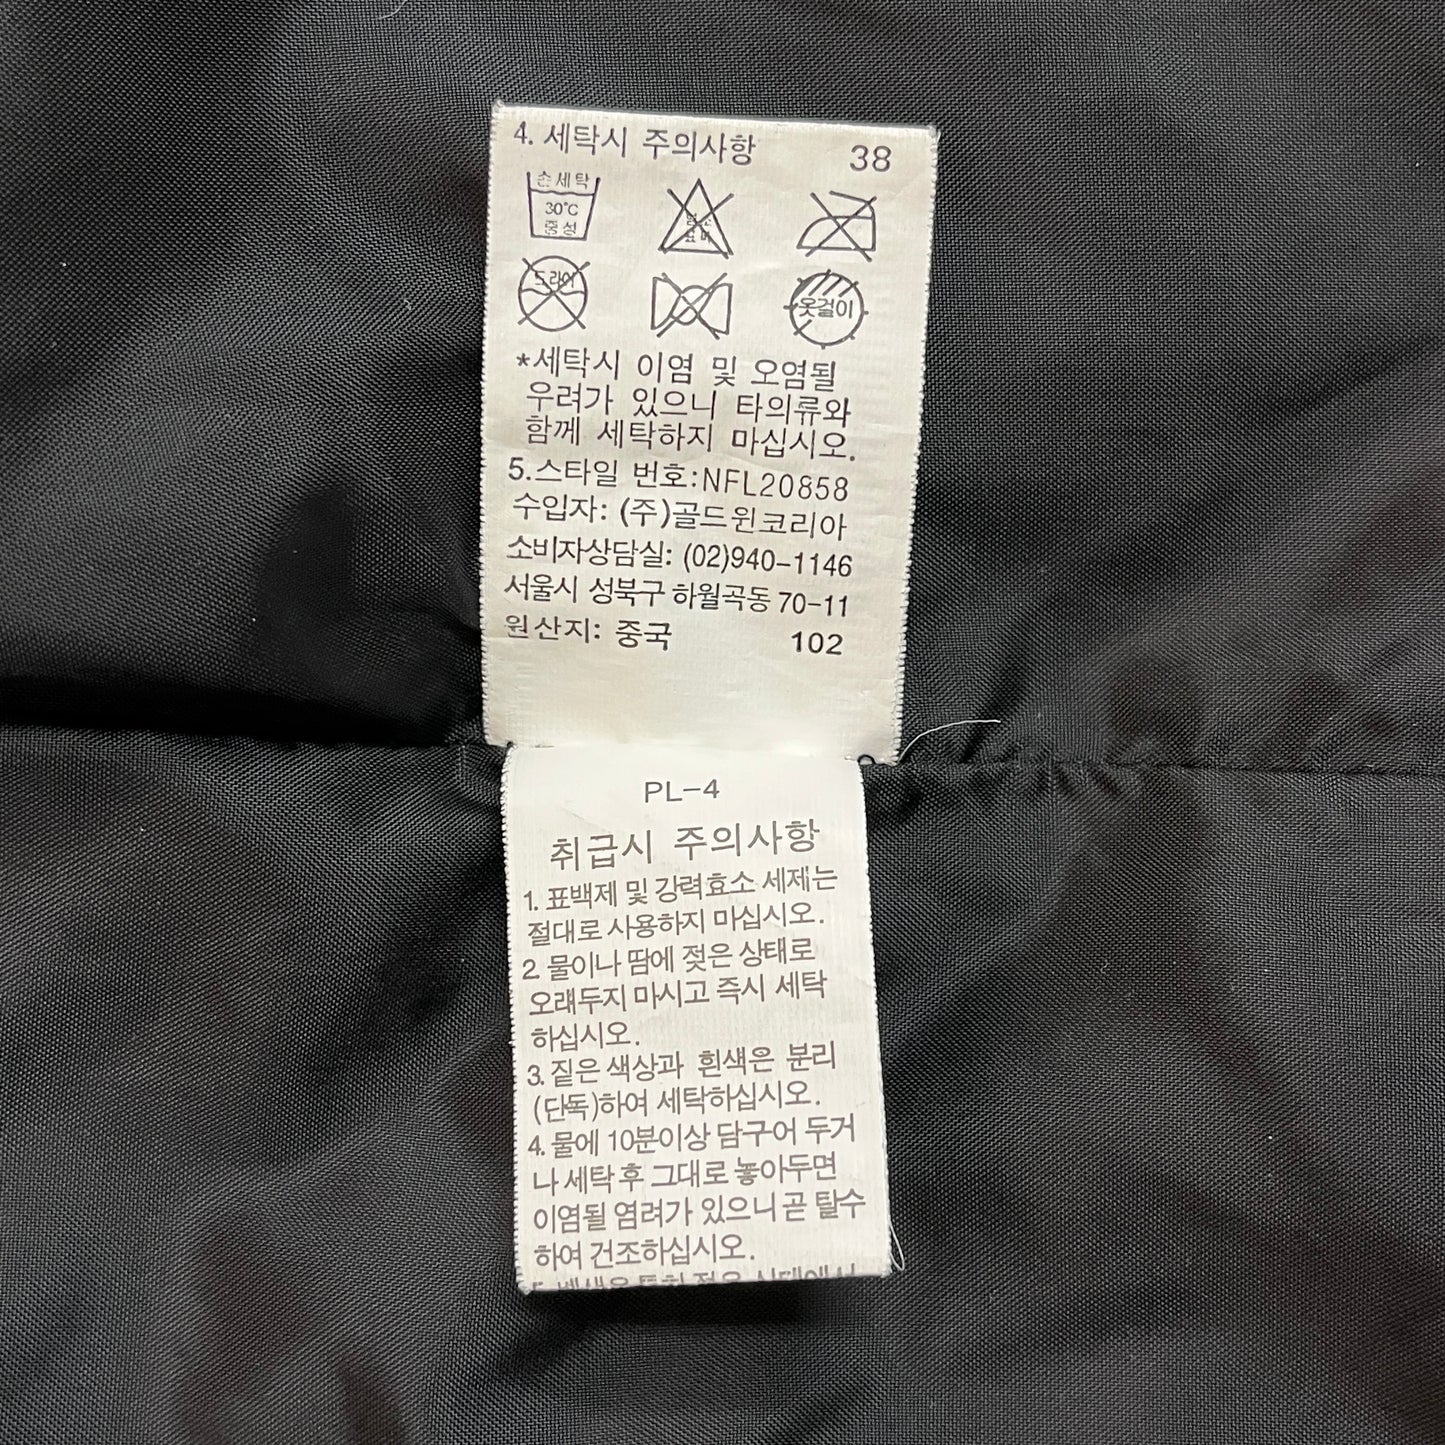 4. 세탁시 주의사항 38
손세탁
30°C
중성
드라이
옷걸이
*세탁시 이염 및 오염될
우려가 있으니 타의류와
함께 세탁하지 마십시오.
5.스타일 번호:NFL20858
수입자: (주)골드윈코리아
소비자상담실: (02)940-1146
서울시 성북구 하월곡동 70-11
원산지: 중국 102
PL-4
취급시 주의사항
1. 표백제 및 강력효소 세제는
절대로 사용하지 마십시오.
2. 물이나 땀에 젖은 상태로
오래두지 마시고 즉시 세탁
하십시오.
3. 짙은 색상과 흰색은 분리
(단독)하여 세탁하십시오.
4. 물에 10분이상 담구어 두거
나 세탁 후 그대로 놓아두면
이염될 염려가 있으니 곧 탈수
하여 건조하십시오.